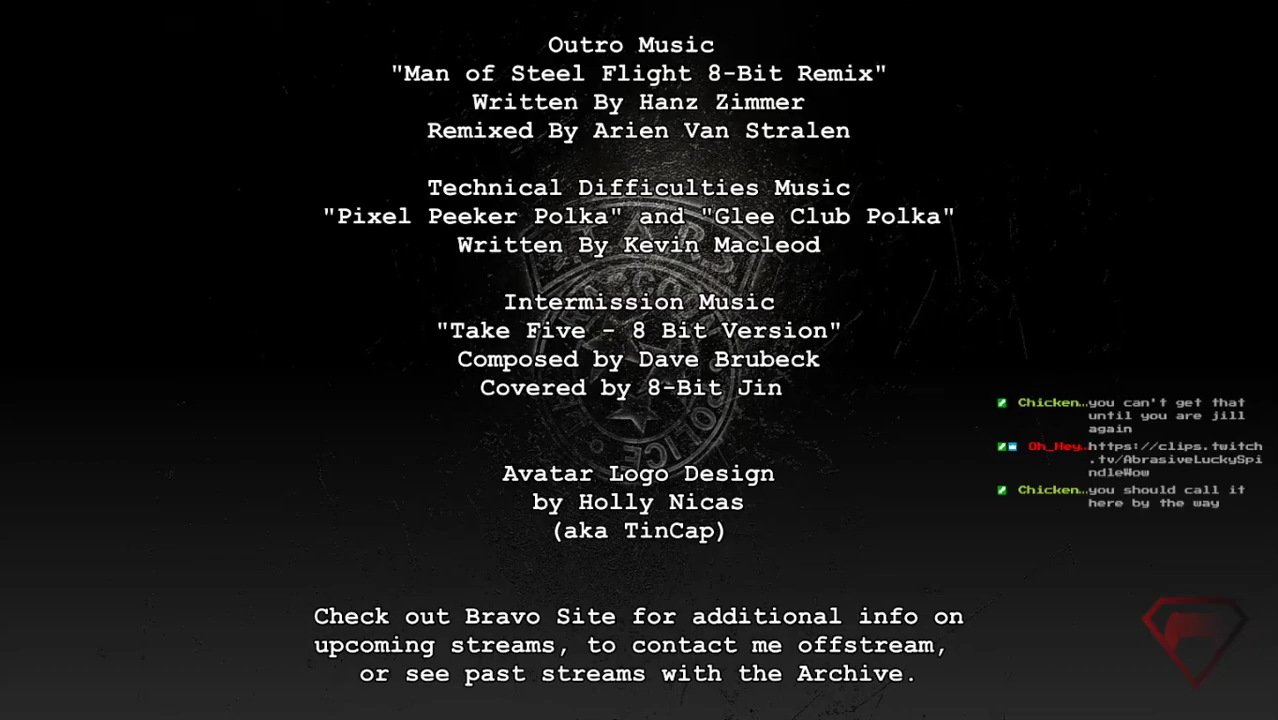 Outro Music
"Man of Steel Flight 8-Bit Remix"
Written By Hanz Zimmer
Remixed By Arien Van Stralen
Technical Difficulties Music
"Pixel Peeker Polka" and "Glee Club Polka"
Written By Kevin Macleod
Intermission Music
"Take Five - 8 Bit Version"
Composed by Dave Brubeck
Covered by 8-Bit Jin
Avatar Logo Design
by Holly Nicas
(aka TinCap)
Check out Bravo Site for additional info on
upcoming streams, to contact me offstream,
or see past streams with the Archive.
Chicken…you can't get that
until you are jill
again
Oh_Hey…https://clips.twitch
.tv/AbrasiveLuckySpi
ndleWow
Chicken…you should call it
here by the way
POLICE